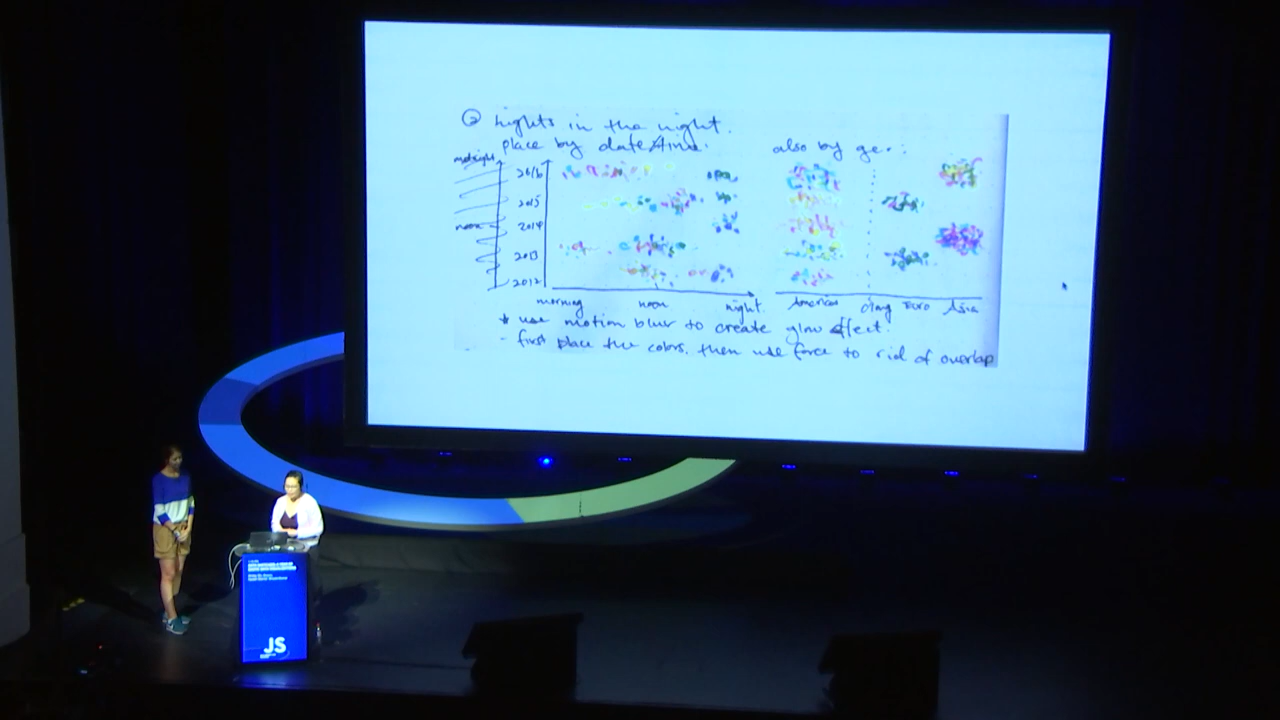 ② lights in the night.
place by date/time.
also by ge..:
midnight
2016
2015
noon
2014
2013
2012
morning noon night
Americas Euro Asia
* use motion blur to create glow effect.
- first place the colors, then use force to rid of overlap
JS